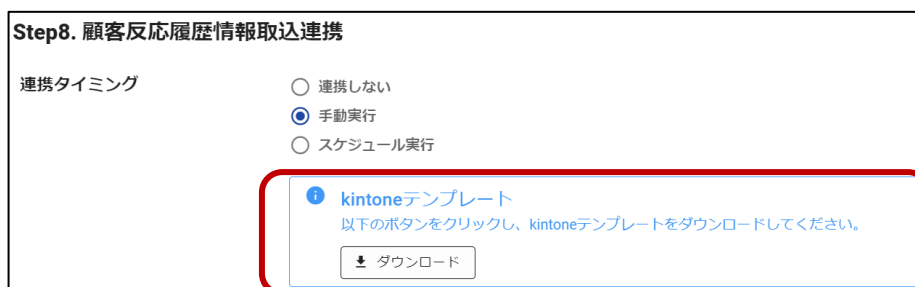 Step8. 顧客反応履歴情報取込連携
連携タイミング
連携しない
手動実行
スケジュール実行
kintoneテンプレート
以下のボタンをクリックし、kintoneテンプレートをダウンロードしてください。
ダウンロード